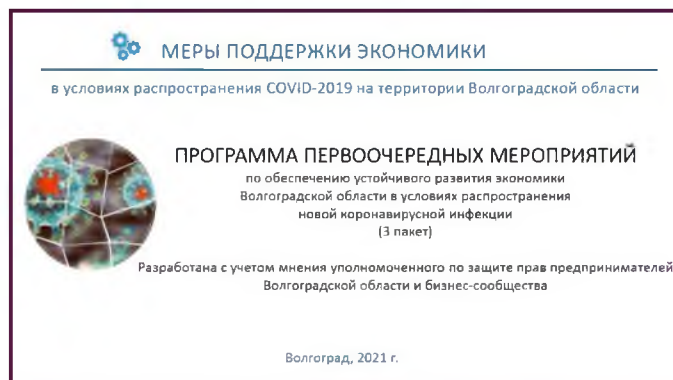 МЕРЫ ПОДДЕРЖКИ ЭКОНОМИКИ
в условиях распространения COVID-2019 на территории Волгоградской области
ПРОГРАММА ПЕРВООЧЕРЕДНЫХ МЕРОПРИЯТИЙ
по обеспечению устойчивого развития экономики
Волгоградской области в условиях распространения
новой коронавирусной инфекции
(3 пакет)
Разработана с учетом мнения уполномоченного по защите прав предпринимателей
Волгоградской области и бизнес-сообщества
Волгоград, 2021 г.